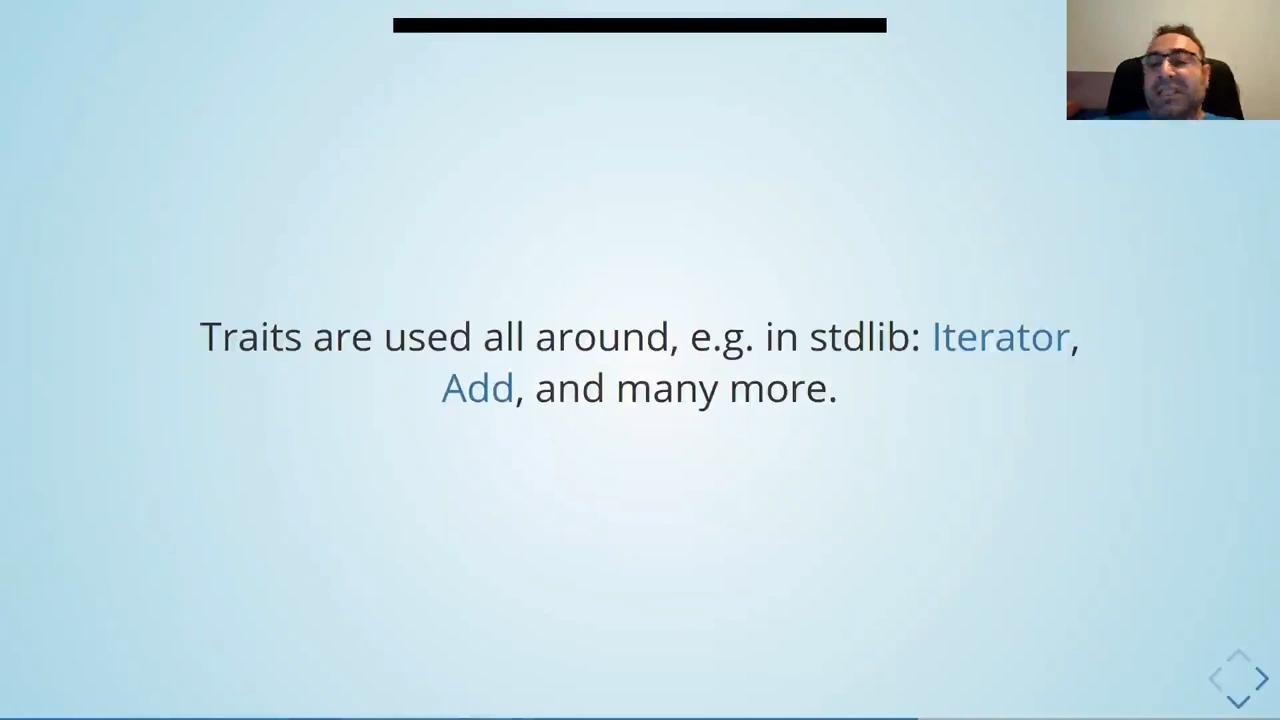 Traits are used all around, e.g. in stdlib: Iterator,
Add, and many more.